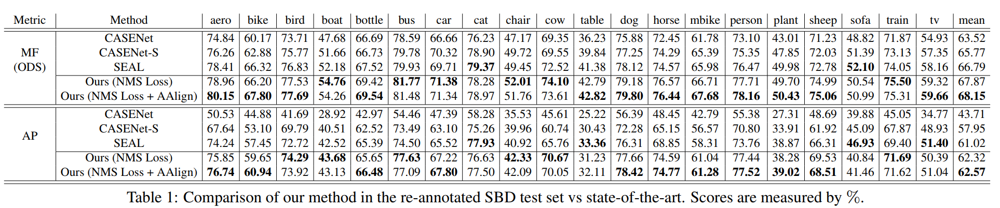 Metric Method aero bike bird boat bottle bus car cat chair cow table dog horse mbike person plant sheep sofa train tv mean
CASENet 74.84 60.17 73.71 47.68 66.69 78.59 66.66 76.23 47.17 69.35 36.23 75.88 72.45 61.78 73.10 43.01 71.23 48.82 71.87 54.93 63.52
MF CASENet-S 76.26 62.88 75.77 51.66 66.73 79.78 70.32 78.90 49.72 69.55 39.84 77.25 74.29 65.39 75.35 47.85 72.03 51.39 73.13 57.35 65.77
(ODS) SEAL 78.41 66.32 76.83 52.18 67.52 79.93 69.71 79.37 49.45 72.52 41.38 78.12 74.57 65.98 76.47 49.98 72.78 52.10 74.05 58.16 66.79
Ours (NMS Loss) 78.96 66.20 77.53 54.76 69.42 81.77 71.38 78.28 52.01 74.10 42.79 79.18 76.57 66.71 77.71 49.70 74.99 50.54 75.50 59.32 67.87
Ours (NMS Loss + AAlign) 80.15 67.80 77.69 54.26 69.54 81.48 71.34 78.97 51.76 73.61 42.82 79.80 76.44 67.68 78.16 50.43 75.06 50.99 75.31 59.66 68.15
CASENet 50.53 44.88 41.69 28.92 42.97 54.46 47.39 58.28 35.53 45.61 25.22 56.39 48.45 42.79 55.38 27.31 48.69 39.88 45.05 34.77 43.71
CASENet-S 67.64 53.10 69.79 40.51 62.52 73.49 63.10 75.26 39.96 60.74 30.43 72.28 65.15 56.57 70.80 33.91 61.92 45.09 67.87 48.93 57.95
AP SEAL 74.24 57.45 72.72 42.52 65.39 74.50 65.52 77.93 40.92 65.76 33.36 76.31 68.85 58.31 73.76 38.87 66.31 46.93 69.40 51.40 61.02
Ours (NMS Loss) 75.85 59.65 74.29 43.68 65.65 77.63 67.22 76.63 42.33 70.67 31.23 77.66 74.59 61.04 77.44 38.28 69.53 40.84 71.69 50.39 62.32
Ours (NMS Loss + AAlign) 76.74 60.94 73.92 43.13 66.48 77.09 67.80 77.50 42.09 70.05 32.11 78.42 74.77 61.28 77.52 39.02 68.51 41.46 71.62 51.04 62.57
Table 1: Comparison of our method in the re-annotated SBD test set vs state-of-the-art. Scores are measured by %.